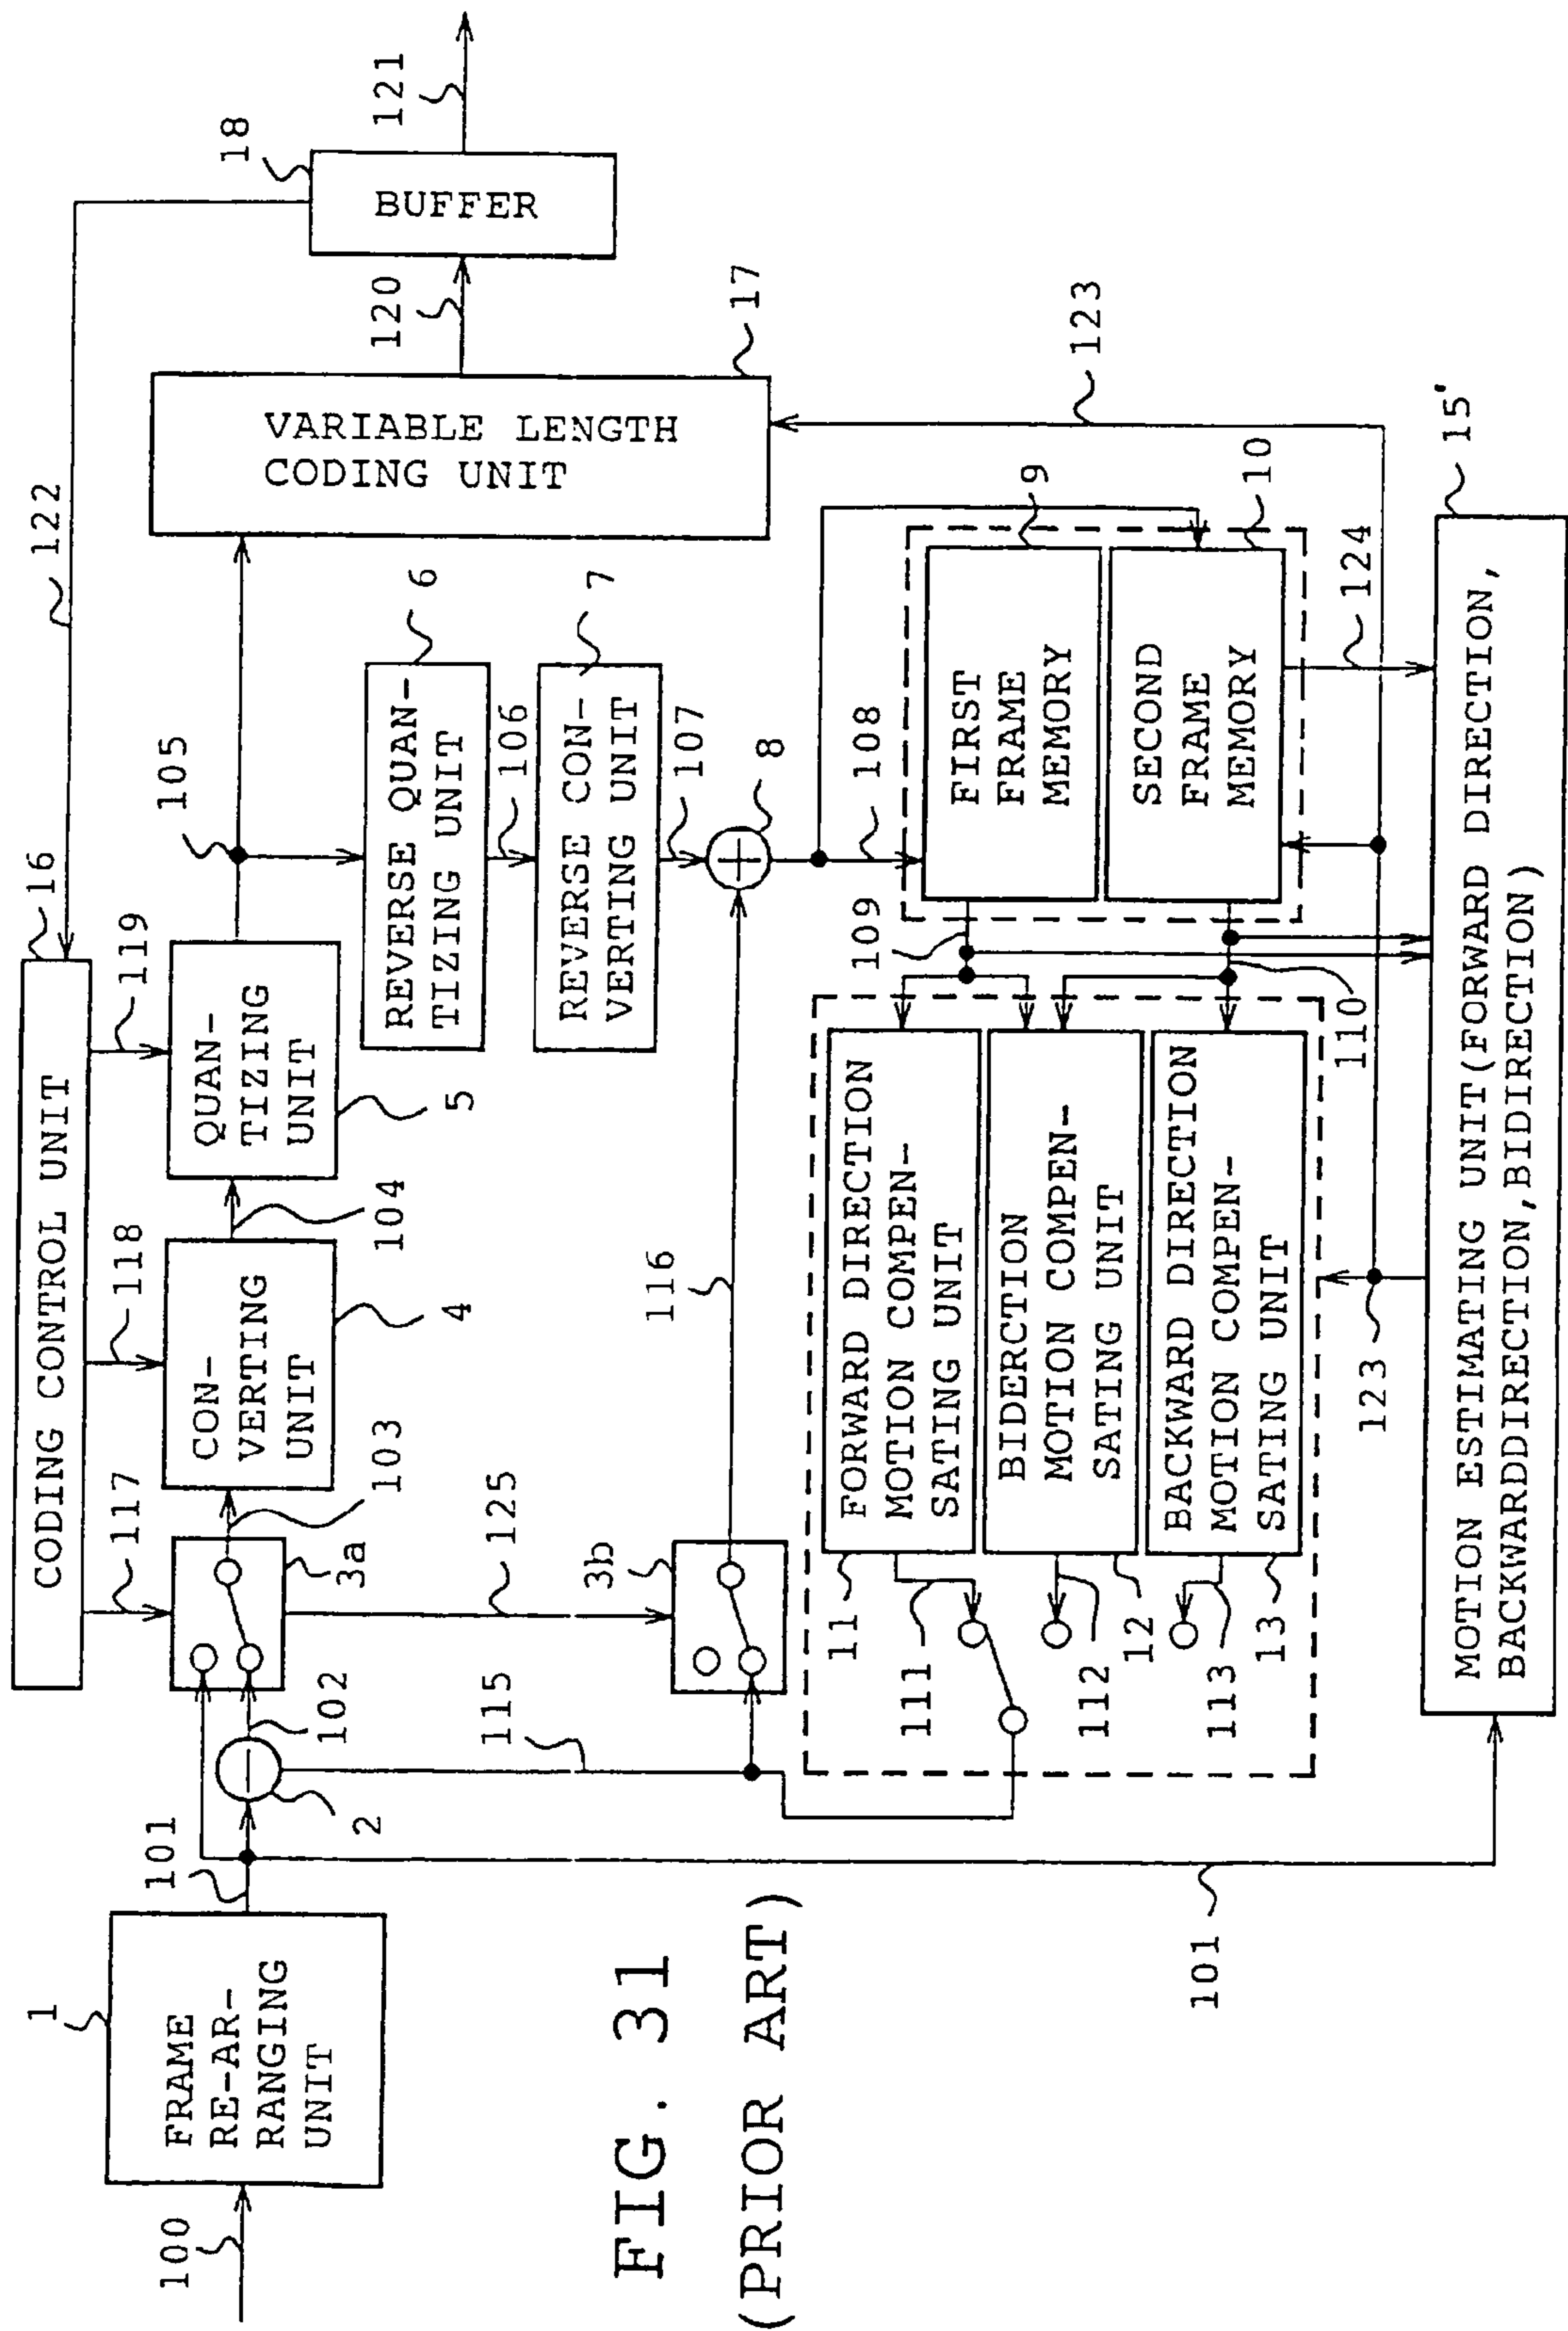 100
1
FRAME
RE-AR-
RANGING
UNIT
101
2
102
117
3a
103
CODING CONTROL UNIT
16
118
CON-
VERTING
UNIT
4
104
119
QUAN-
TIZING
UNIT
5
105
122
VARIABLE LENGTH
CODING UNIT
17
120
18
BUFFER
121
REVERSE QUAN-
TIZING UNIT
6
106
REVERSE CON-
VERTING UNIT
7
107
8
108
115
125
3b
116
109
FIRST
FRAME
MEMORY
9
SECOND
FRAME
MEMORY
10
110
124
123
FORWARD DIRECTION
MOTION COMPEN-
SATING UNIT
11
111
BIDERCTION
MOTION COMPEN-
SATING UNIT
12
112
BACKWARD DIRECTION
MOTION COMPEN-
SATING UNIT
13
113
123
101
MOTION ESTIMATING UNIT(FORWARD DIRECTION,
BACKWARDDIRECTION,BIDIRECTION)
15'
FIG. 31
(PRIOR ART)